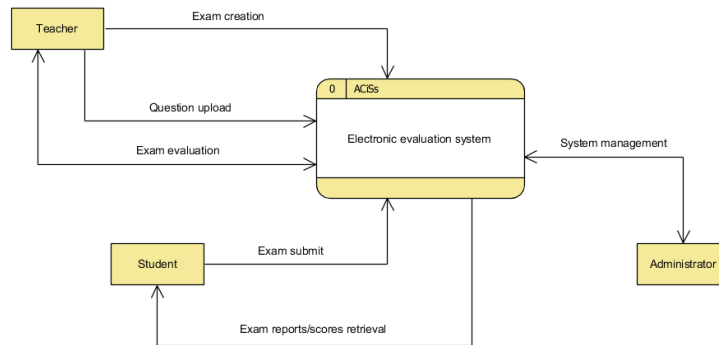 Exam creation
Teacher
0 ACiSs
Question upload
Electronic evaluation system
Exam evaluation
System management
Exam submit
Student
Administrator
Exam reports/scores retrieval